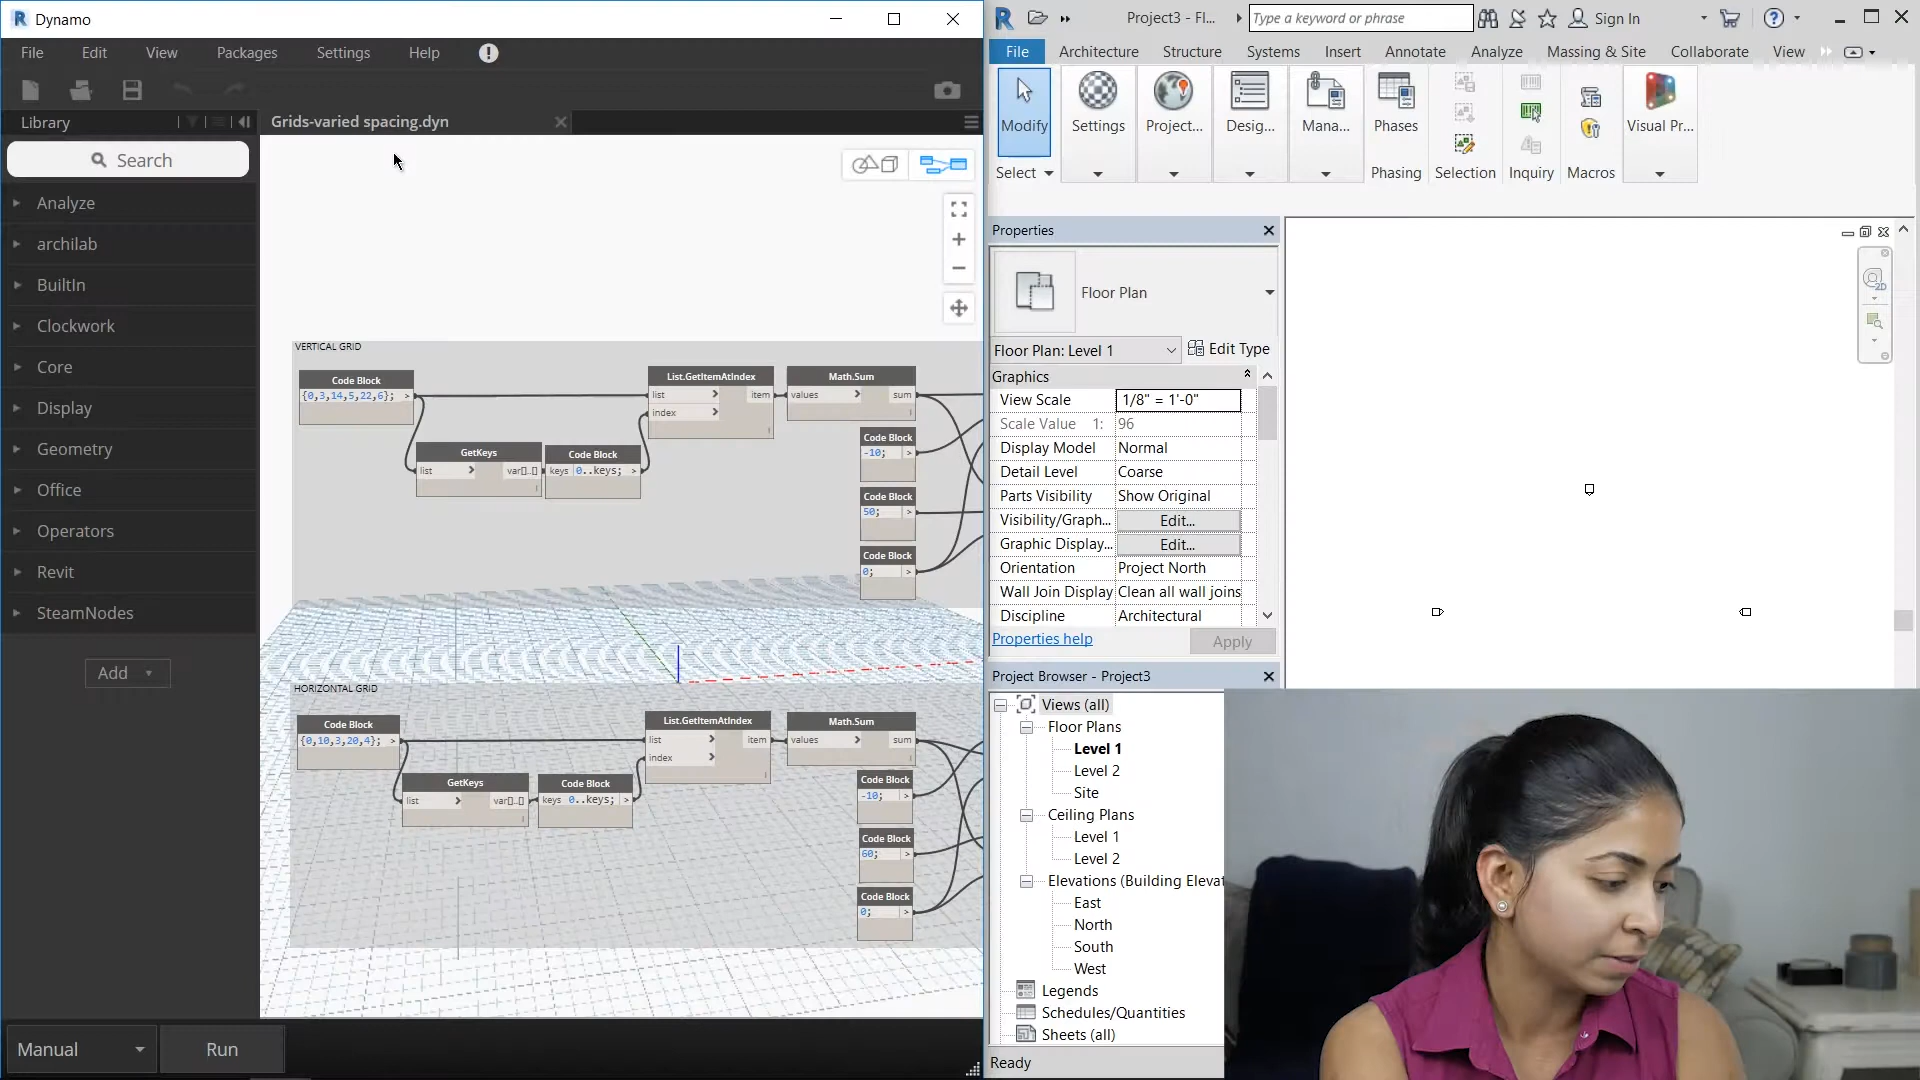 Dynamo
File Edit View Packages Settings Help
Library
Grids-varied spacing.dyn
Search
Analyze
archilab
BuiltIn
Clockwork
Core
Display
Geometry
Office
Operators
Revit
SteamNodes
Add
Manual
Run
VERTICAL GRID
Code Block
{0,3,14,5,22,6}; >
GetKeys
list > var[]..[]
Code Block
keys 0..keys; >
List.GetItemAtIndex
list > item
index >
Math.Sum
values > sum
Code Block
-10; >
Code Block
50; >
Code Block
0; >
HORIZONTAL GRID
Code Block
{0,10,3,20,4}; >
GetKeys
list > var[]..[]
Code Block
keys 0..keys; >
List.GetItemAtIndex
list > item
index >
Math.Sum
values > sum
Code Block
-10; >
Code Block
60; >
Code Block
0; >
Project3 - Fl...
Type a keyword or phrase
Sign In
File Architecture Structure Systems Insert Annotate Analyze Massing & Site Collaborate View
Modify
Settings
Project...
Desig...
Mana...
Phases
Visual Pr...
Select
Phasing
Selection
Inquiry
Macros
2D
Properties
Floor Plan
Floor Plan: Level 1
Edit Type
Graphics
View Scale 1/8" = 1'-0"
Scale Value 1: 96
Display Model Normal
Detail Level Coarse
Parts Visibility Show Original
Visibility/Graph... Edit...
Graphic Display... Edit...
Orientation Project North
Wall Join Display Clean all wall joins
Discipline Architectural
Properties help
Apply
Project Browser - Project3
Views (all)
Floor Plans
Level 1
Level 2
Site
Ceiling Plans
Level 1
Level 2
Elevations (Building Elevat
East
North
South
West
Legends
Schedules/Quantities
Sheets (all)
Ready